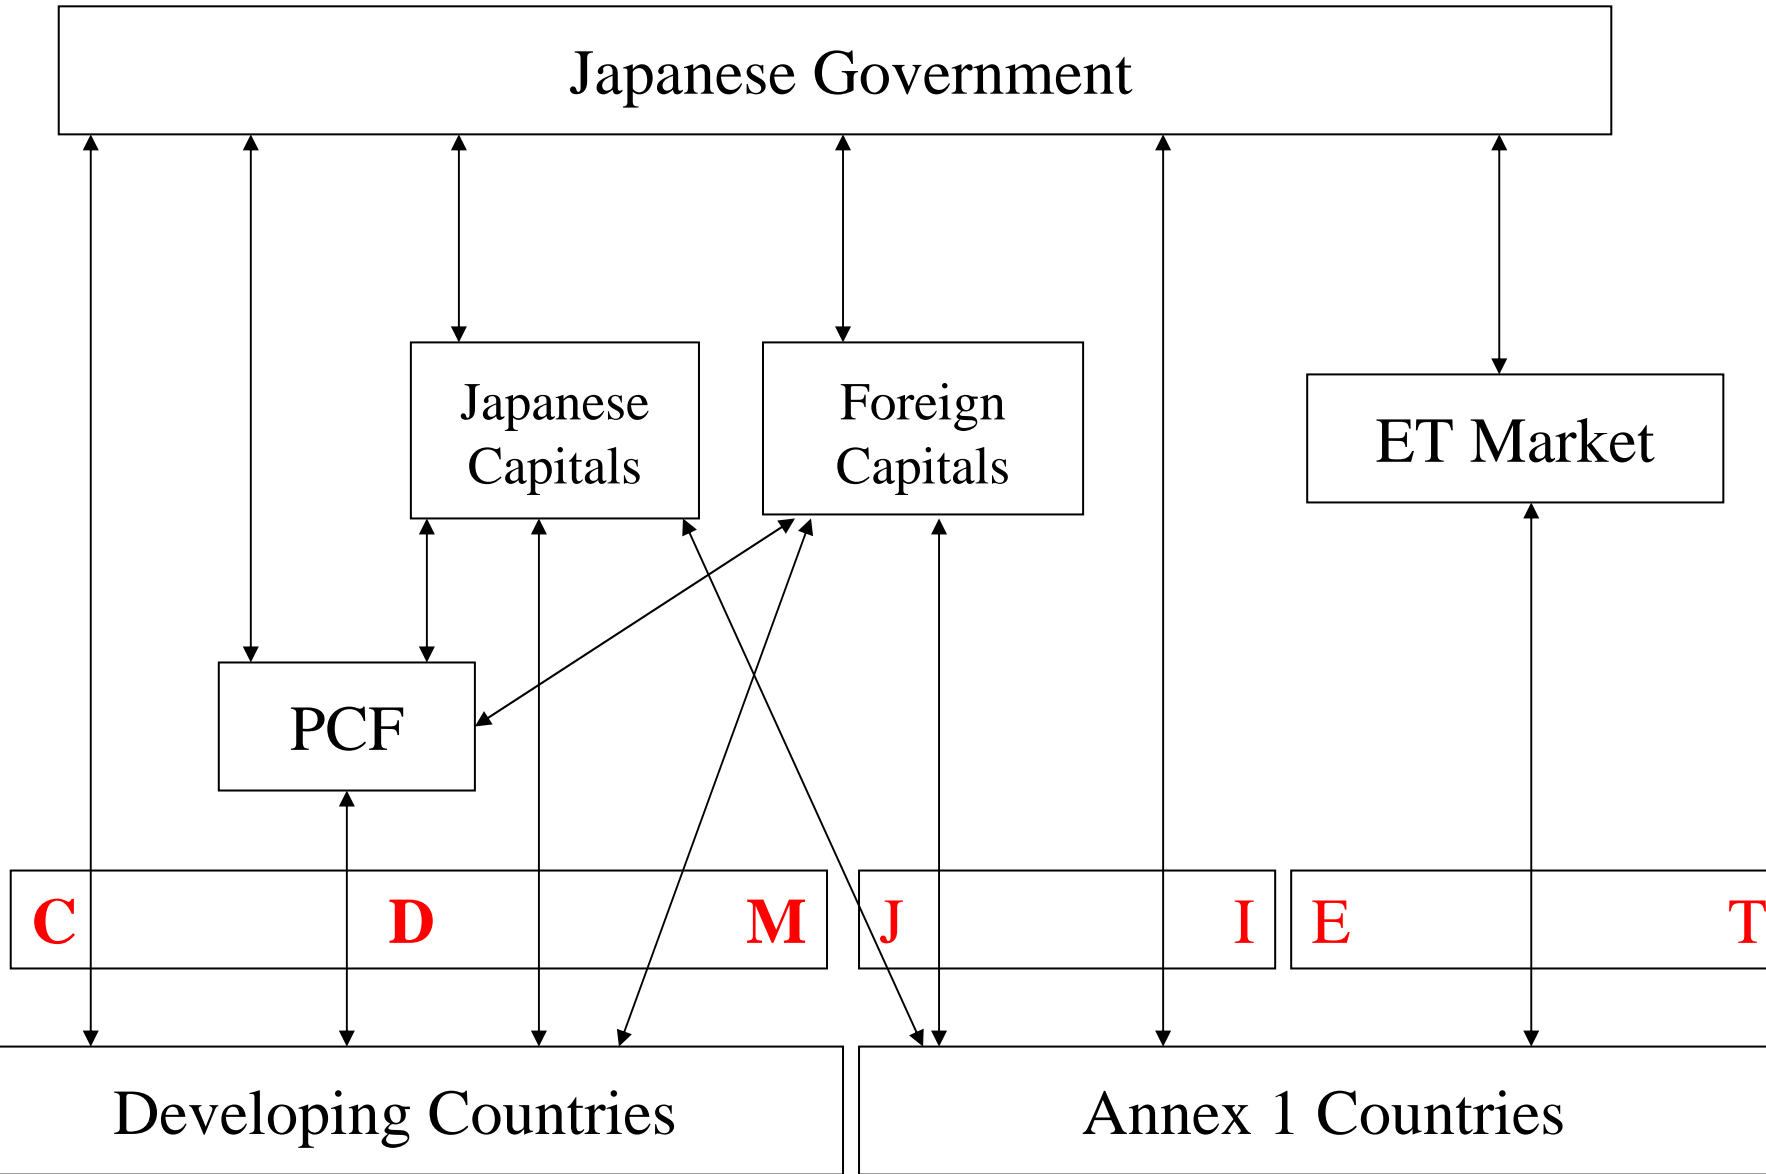 Japanese Government
Japanese
Capitals
Foreign
Capitals
ET Market
PCF
C D M
J I
E T
Developing Countries
Annex 1 Countries